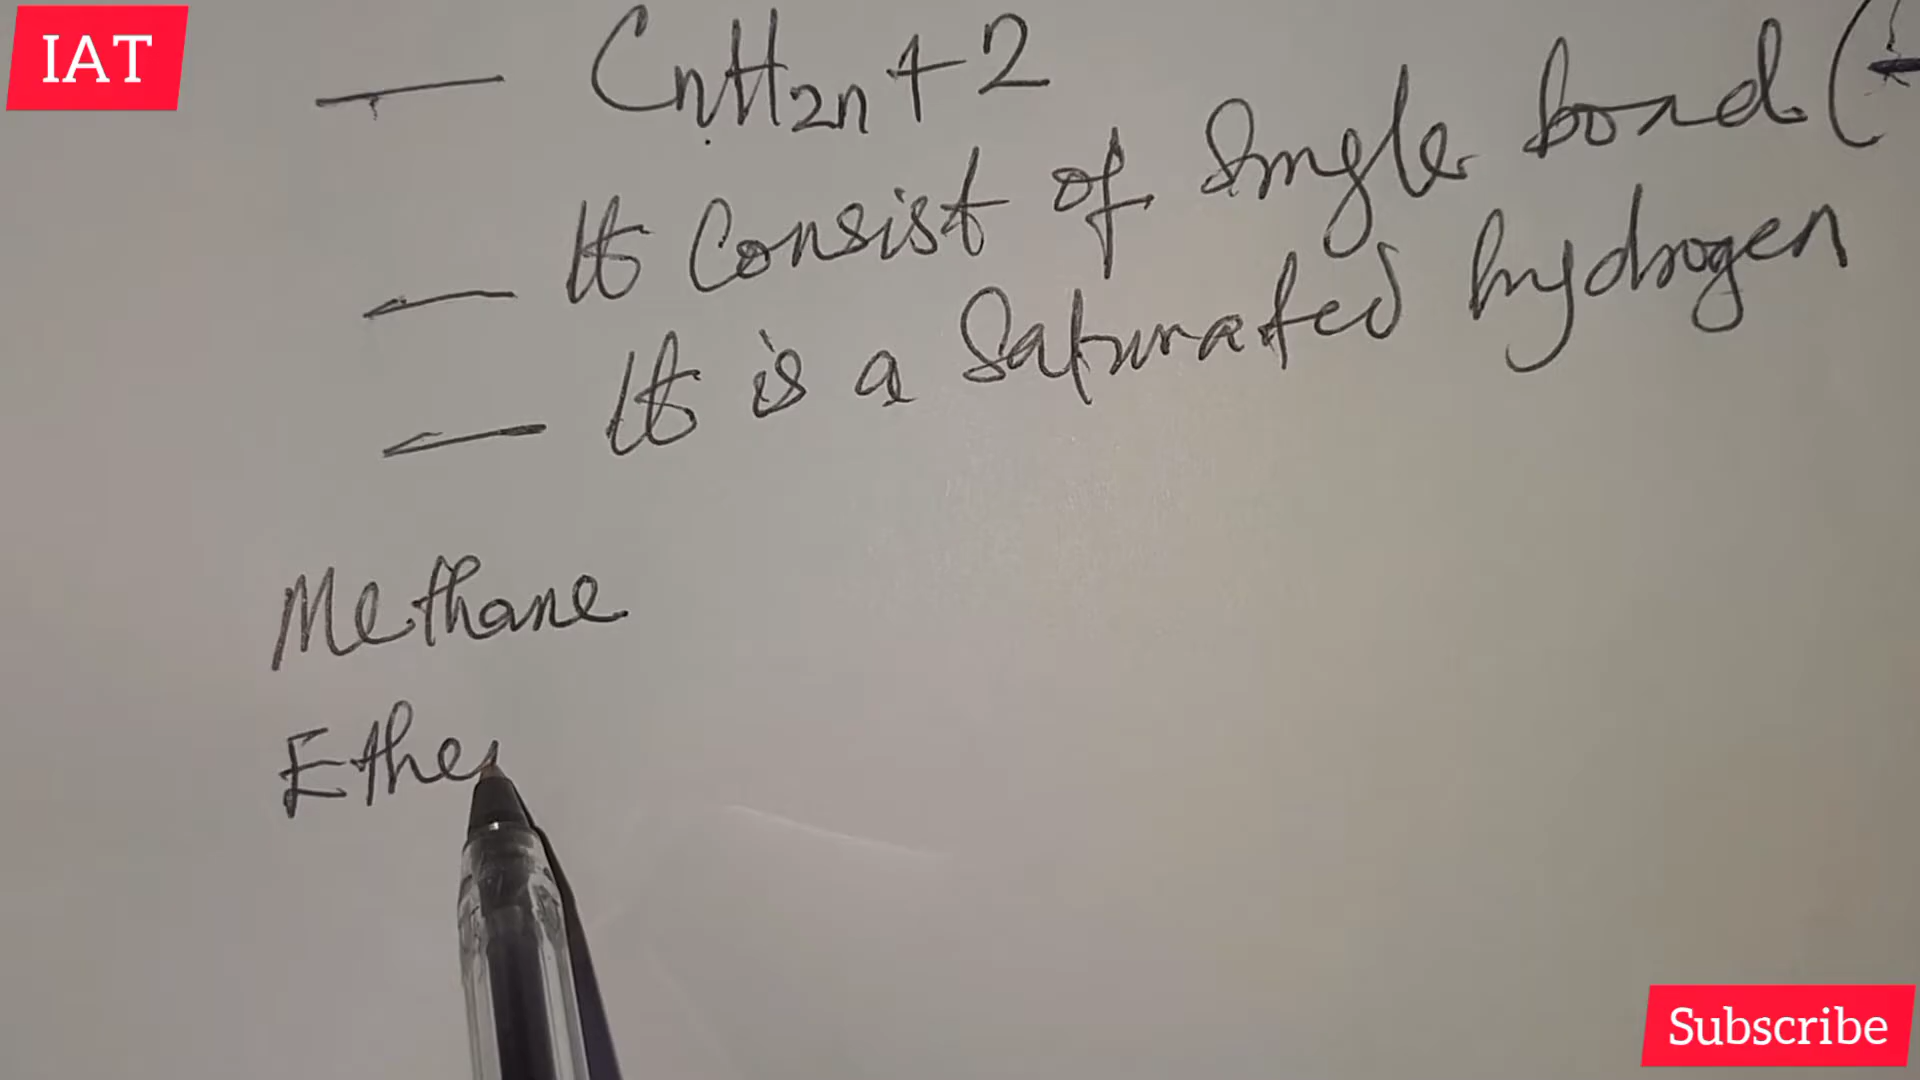 IAT
— CnH2n+2
— It Consist of Single bond (
— It is a Saturated hydrogen
Methane
Ethe
Subscribe